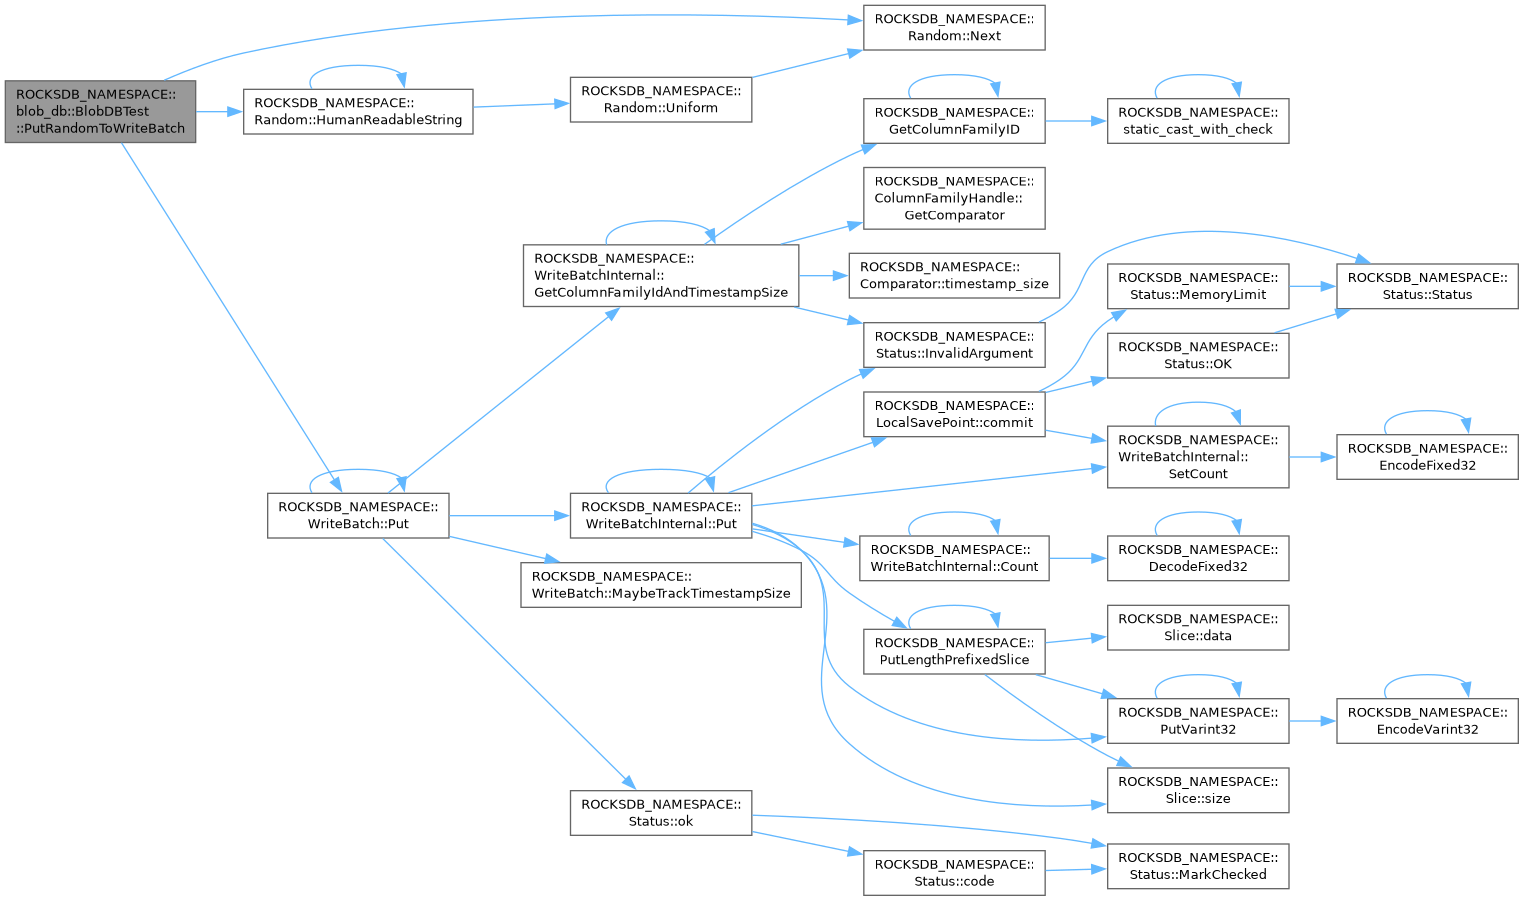 ROCKSDB_NAMESPACE::
blob_db::BlobDBTest
::PutRandomToWriteBatch
ROCKSDB_NAMESPACE::
Random::HumanReadableString
ROCKSDB_NAMESPACE::
WriteBatch::Put
ROCKSDB_NAMESPACE::
Random::Uniform
ROCKSDB_NAMESPACE::
WriteBatchInternal::
GetColumnFamilyIdAndTimestampSize
ROCKSDB_NAMESPACE::
WriteBatchInternal::Put
ROCKSDB_NAMESPACE::
WriteBatch::MaybeTrackTimestampSize
ROCKSDB_NAMESPACE::
Status::ok
ROCKSDB_NAMESPACE::
Random::Next
ROCKSDB_NAMESPACE::
GetColumnFamilyID
ROCKSDB_NAMESPACE::
ColumnFamilyHandle::
GetComparator
ROCKSDB_NAMESPACE::
Comparator::timestamp_size
ROCKSDB_NAMESPACE::
Status::InvalidArgument
ROCKSDB_NAMESPACE::
LocalSavePoint::commit
ROCKSDB_NAMESPACE::
WriteBatchInternal::Count
ROCKSDB_NAMESPACE::
PutLengthPrefixedSlice
ROCKSDB_NAMESPACE::
Status::code
ROCKSDB_NAMESPACE::
static_cast_with_check
ROCKSDB_NAMESPACE::
Status::MemoryLimit
ROCKSDB_NAMESPACE::
Status::OK
ROCKSDB_NAMESPACE::
WriteBatchInternal::
SetCount
ROCKSDB_NAMESPACE::
DecodeFixed32
ROCKSDB_NAMESPACE::
Slice::data
ROCKSDB_NAMESPACE::
PutVarint32
ROCKSDB_NAMESPACE::
Slice::size
ROCKSDB_NAMESPACE::
Status::MarkChecked
ROCKSDB_NAMESPACE::
Status::Status
ROCKSDB_NAMESPACE::
EncodeFixed32
ROCKSDB_NAMESPACE::
EncodeVarint32